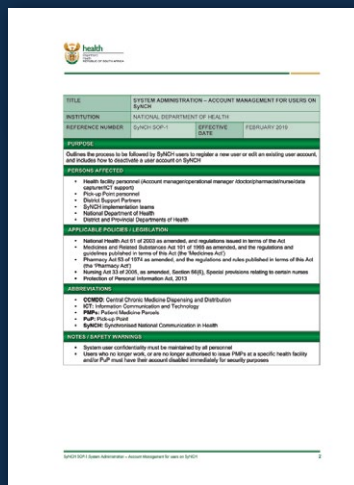 health
Department:
Health
REPUBLIC OF SOUTH AFRICA
TITLE SYSTEM ADMINISTRATION – ACCOUNT MANAGEMENT FOR USERS ON
SyNCH
INSTITUTION NATIONAL DEPARTMENT OF HEALTH
REFERENCE NUMBER SyNCH SOP-1 EFFECTIVE FEBRUARY 2019
DATE
PURPOSE
Outlines the process to be followed by SyNCH users to register a new user or edit an existing user account,
and includes how to deactivate a user account on SyNCH
PERSONS AFFECTED
• Health facility personnel (Account manager/operational manager /doctor/pharmacist/nurse/data
capturer/ICT support)
• Pick-up Point personnel
• District Support Partners
• SyNCH implementation teams
• National Department of Health
• District and Provincial Departments of Health
APPLICABLE POLICIES / LEGISLATION
• National Health Act 61 of 2003 as amended, and regulations issued in terms of the Act
• Medicines and Related Substances Act 101 of 1965 as amended, and the regulations and
guidelines published in terms of this Act (the 'Medicines Act')
• Pharmacy Act 53 of 1974 as amended, and the regulations and rules published in terms of this Act
(the 'Pharmacy Act')
• Nursing Act 33 of 2005, as amended, Section 56(6), Special provisions relating to certain nurses
• Protection of Personal Information Act, 2013
ABBREVIATIONS
• CCMDD: Central Chronic Medicine Dispensing and Distribution
• ICT: Information Communication and Technology
• PMPs: Patient Medicine Parcels
• PuP: Pick-up Point
• SyNCH: Synchronised National Communication in Health
NOTES / SAFETY WARNINGS
• System user confidentiality must be maintained by all personnel
• Users who no longer work, or are no longer authorised to issue PMPs at a specific health facility
and/or PuP must have their account disabled immediately for security purposes
SyNCH SOP-1 System Administration – Account Management for users on SyNCH 2